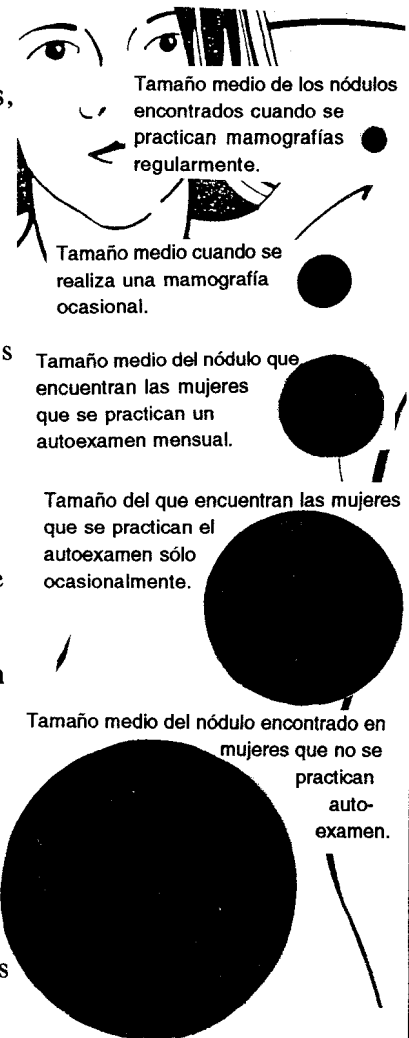 s,
Tamaño medio de los nódulos
encontrados cuando se
practican mamografías
regularmente.
Tamaño medio cuando se
realiza una mamografía
ocasional.
s
Tamaño medio del nódulo que
encuentran las mujeres
que se practican un
autoexamen mensual.
Tamaño del que encuentran las mujeres
que se practican el
autoexamen sólo
ocasionalmente.
e
Tamaño medio del nódulo encontrado en
mujeres que no se
practican
auto-
examen.
s